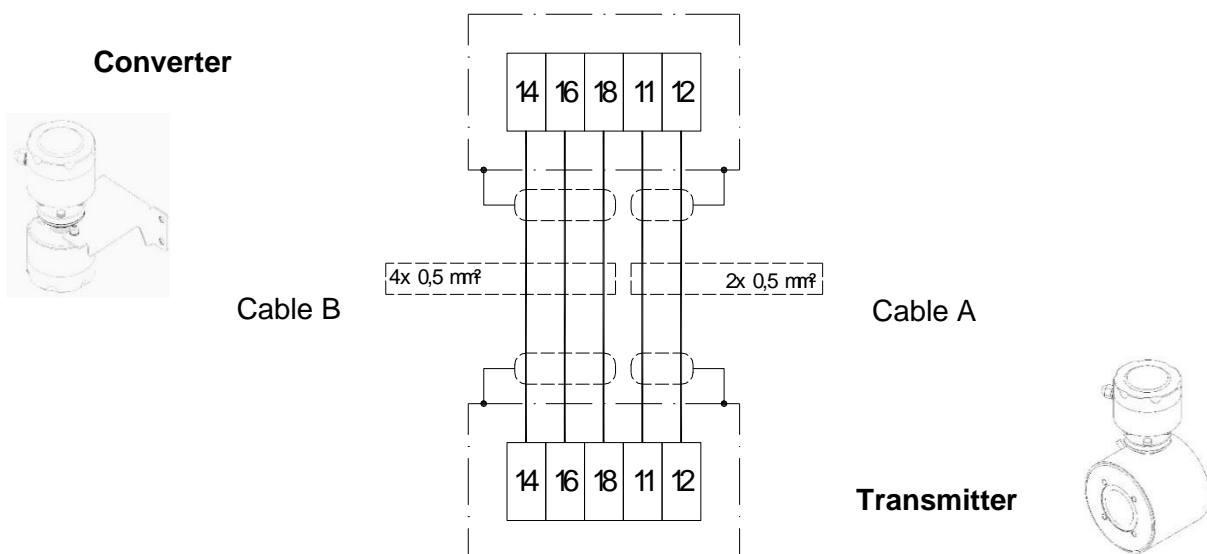 Converter
14 16 18 11 12
4x 0,5 mm²
2x 0,5 mm²
Cable B
Cable A
14 16 18 11 12
Transmitter